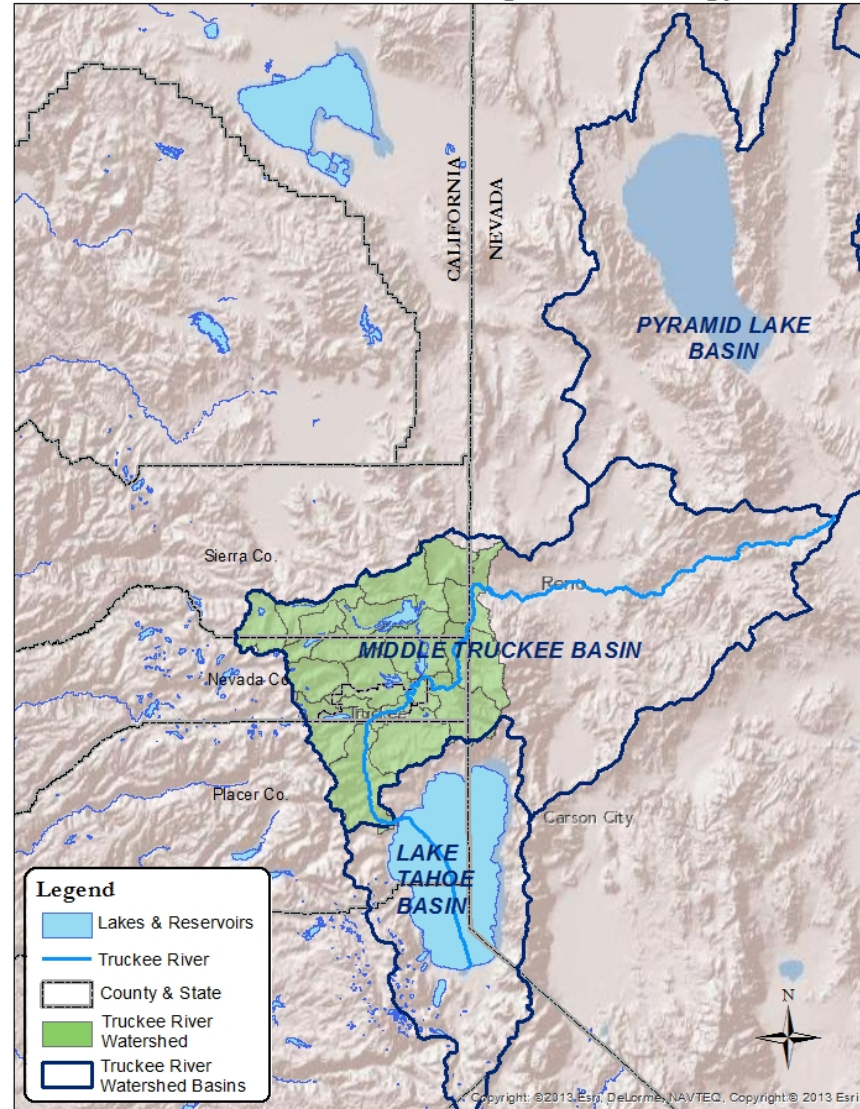 CALIFORNIA
NEVADA
PYRAMID LAKE
BASIN
Sierra Co.
Reno
MIDDLE TRUCKEE BASIN
Nevada Co.
Truckee
Placer Co.
Carson City
LAKE
TAHOE
BASIN
Legend
Lakes & Reservoirs
Truckee River
County & State
Truckee River
Watershed
Truckee River
Watershed Basins
N
Copyright: ©2013 Esri, DeLorme, NAVTEQ, Copyright:© 2013 Esri